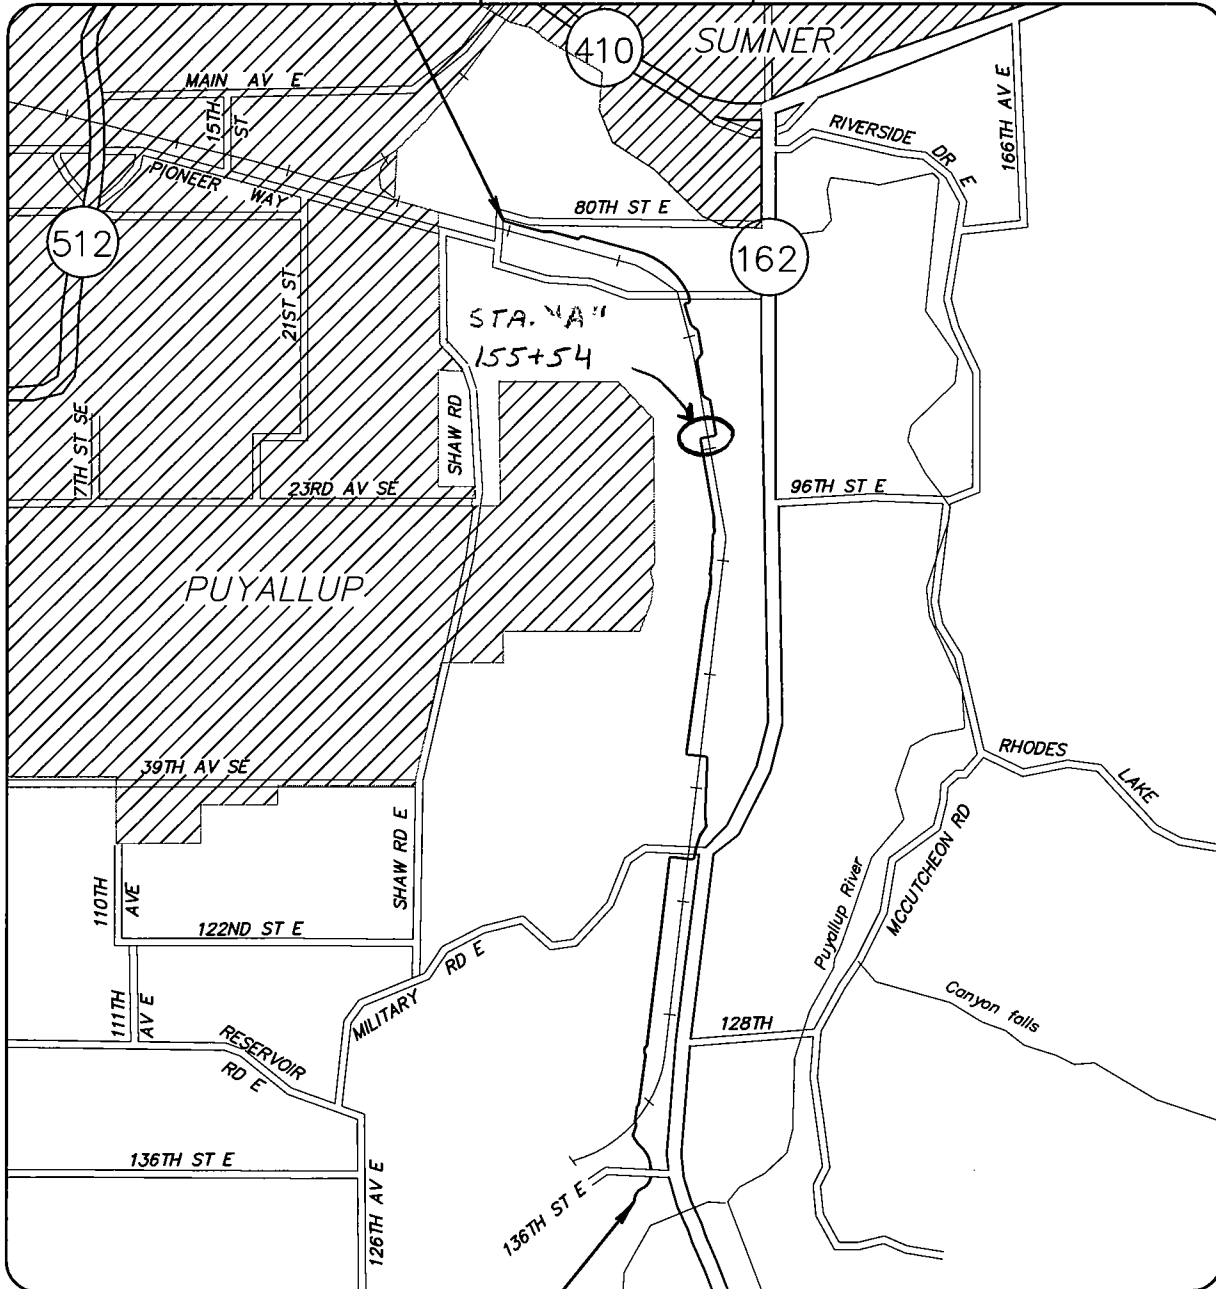 410
SUMNER
MAIN AV E
15TH
ST
166TH AV E
RIVERSIDE
DR E
PIONEER
WAY
80TH ST E
512
162
21ST ST
STA. "A"
155+54
7TH ST SE
SHAW RD
23RD AV SE
96TH ST E
PUYALLUP
39TH AV SE
RHODES
LAKE
SHAW RD E
MCCUTCHEON RD
Puyallup River
110TH
AVE
122ND ST E
MILITARY
RD E
111TH
AV E
RESERVOIR
RD E
128TH
Canyon falls
136TH ST E
126TH AV E
136TH ST E